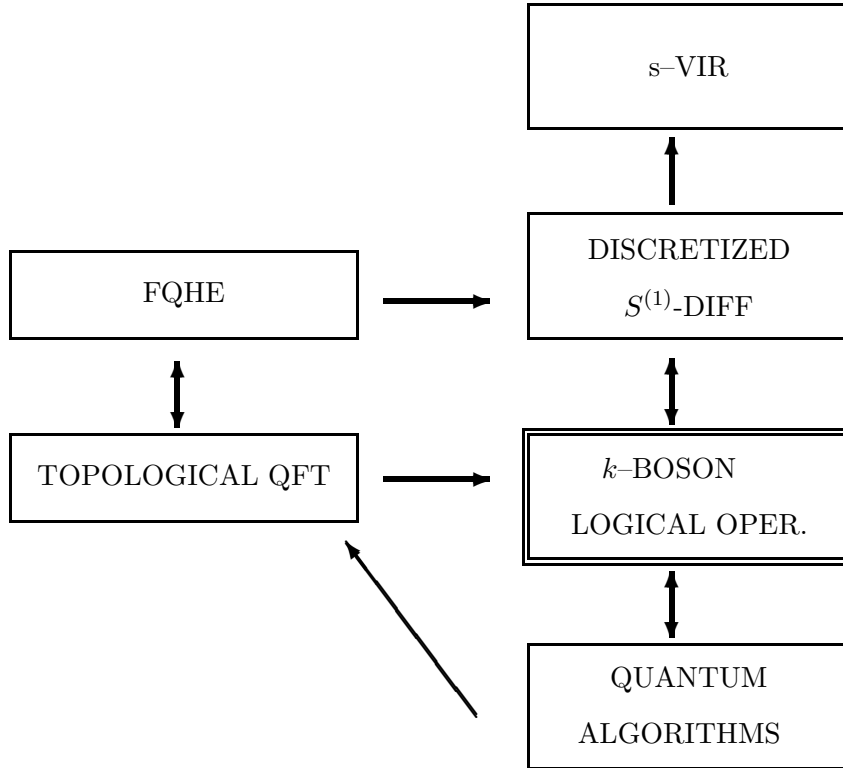 s–VIR
DISCRETIZED
$S^{(1)}$-DIFF
FQHE
TOPOLOGICAL QFT
k–BOSON
LOGICAL OPER.
QUANTUM
ALGORITHMS